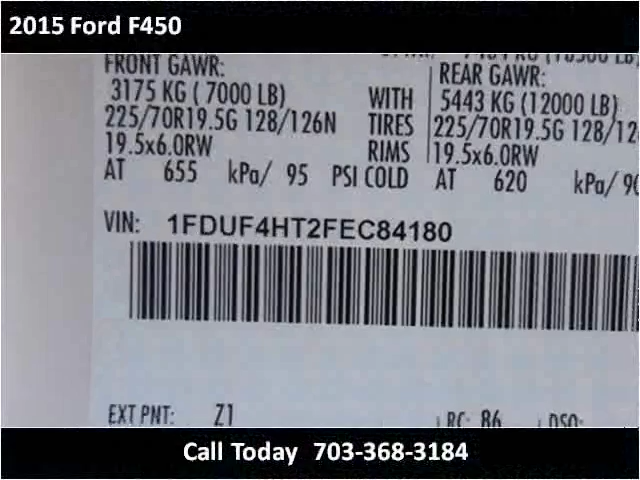 2015 Ford F450
FRONT GAWR:
3175 KG ( 7000 LB)
225/70R19.5G 128/126N
19.5x6.0RW
AT 655 kPa/ 95 PSI COLD
WITH
TIRES
RIMS
REAR GAWR:
5443 KG (12000 LB)
225/70R19.5G 128/12
19.5x6.0RW
AT 620 kPa/ 90
VIN: 1FDUF4HT2FEC84180
EXT PNT: Z1
RC: 86
DSO:
Call Today 703-368-3184